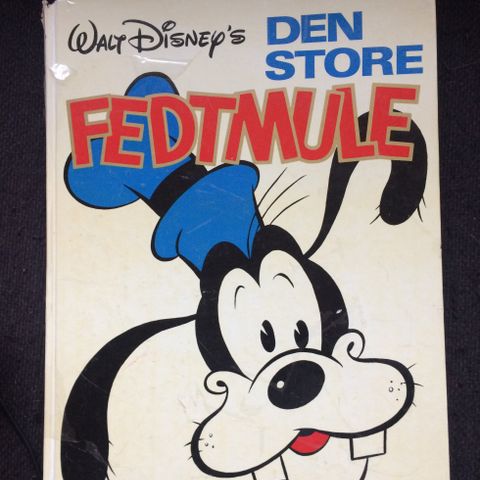 WALT DISNEY'S
DEN
STORE
FEDTMULE